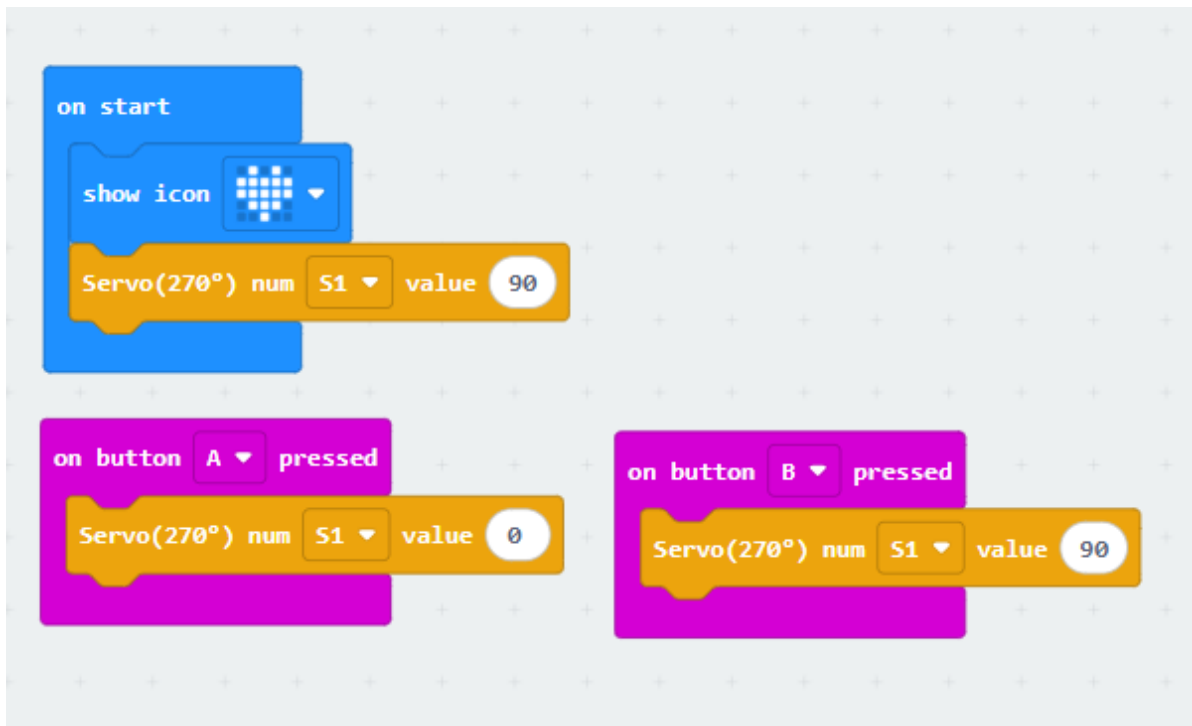 on start
show icon
Servo(270°) num S1 value 90
on button A pressed
Servo(270°) num S1 value 0
on button B pressed
Servo(270°) num S1 value 90